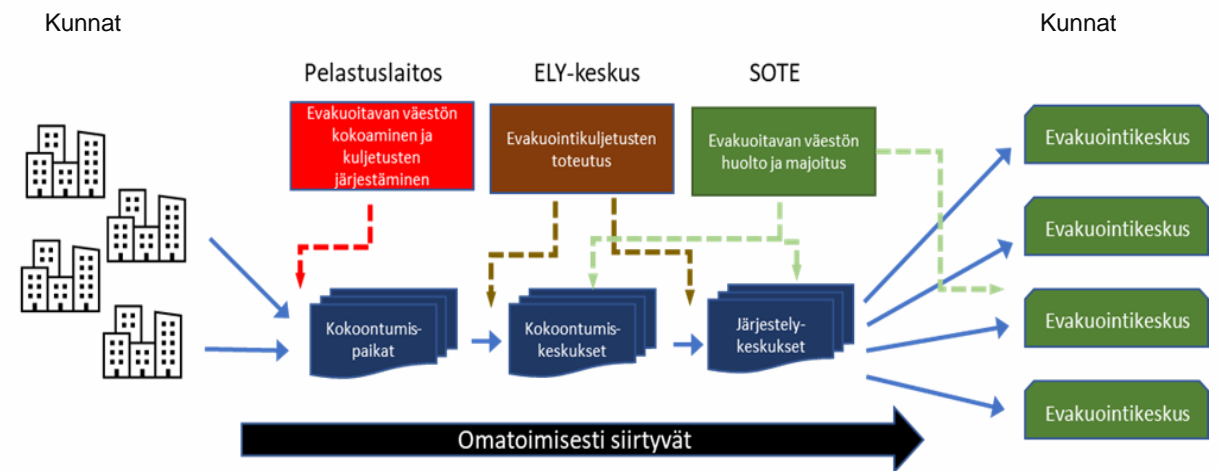 Kunnat
Kunnat
Pelastuslaitos
ELY-keskus
SOTE
Evakuoitavan väestön
kokoaminen ja
kuljetusten
järjestäminen
Evakuointikuljetusten
toteutus
Evakuoitavan väestön
huolto ja majoitus
Evakuointikeskus
Evakuointikeskus
Evakuointikeskus
Evakuointikeskus
Kokoontumis-
paikat
Kokoontumis-
keskukset
Järjestely-
keskukset
Omatoimisesti siirtyvät